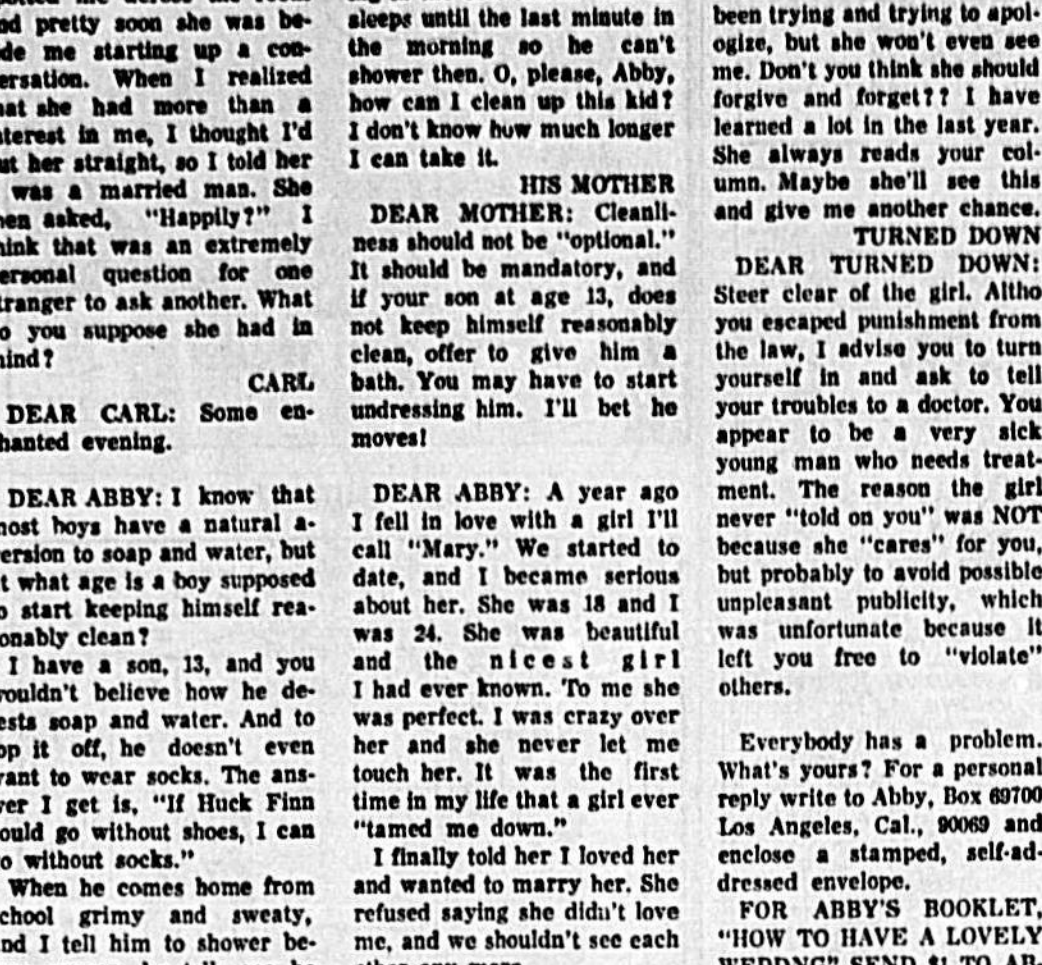 nd pretty soon she was be-
de me starting up a con-
ersation. When I realized
hat she had more than a
nterest in me, I thought I'd
ut her straight, so I told her
was a married man. She
hen asked, "Happily?" I
hink that was an extremely
ersonal question for one
tranger to ask another. What
o you suppose she had in
mind?
CARL
DEAR CARL: Some en-
hanted evening.
DEAR ABBY: I know that
most boys have a natural a-
ersion to soap and water, but
t what age is a boy supposed
o start keeping himself rea-
onably clean?
I have a son, 13, and you
wouldn't believe how he de-
ests soap and water. And to
op it off, he doesn't even
want to wear socks. The ans-
wer I get is, "If Huck Finn
ould go without shoes, I can
o without socks."
When he comes home from
chool grimy and sweaty,
nd I tell him to shower be-
sleeps until the last minute in
the morning so he can't
shower then. O, please, Abby,
how can I clean up this kid?
I don't know how much longer
I can take it.
HIS MOTHER
DEAR MOTHER: Cleanli-
ness should not be "optional."
It should be mandatory, and
if your son at age 13, does
not keep himself reasonably
clean, offer to give him a
bath. You may have to start
undressing him. I'll bet he
moves!
DEAR ABBY: A year ago
I fell in love with a girl I'll
call "Mary." We started to
date, and I became serious
about her. She was 18 and I
was 24. She was beautiful
and the nicest girl
I had ever known. To me she
was perfect. I was crazy over
her and she never let me
touch her. It was the first
time in my life that a girl ever
"tamed me down."
I finally told her I loved her
and wanted to marry her. She
refused saying she didn't love
me, and we shouldn't see each
other any more.
been trying and trying to apol-
ogize, but she won't even see
me. Don't you think she should
forgive and forget?? I have
learned a lot in the last year.
She always reads your col-
umn. Maybe she'll see this
and give me another chance.
TURNED DOWN
DEAR TURNED DOWN:
Steer clear of the girl. Altho
you escaped punishment from
the law, I advise you to turn
yourself in and ask to tell
your troubles to a doctor. You
appear to be a very sick
young man who needs treat-
ment. The reason the girl
never "told on you" was NOT
because she "cares" for you,
but probably to avoid possible
unpleasant publicity, which
was unfortunate because it
left you free to "violate"
others.
Everybody has a problem.
What's yours? For a personal
reply write to Abby, Box 69700
Los Angeles, Cal., 90069 and
enclose a stamped, self-ad-
dressed envelope.
FOR ABBY'S BOOKLET,
"HOW TO HAVE A LOVELY
WEDDNG" SEND $1 TO AB-